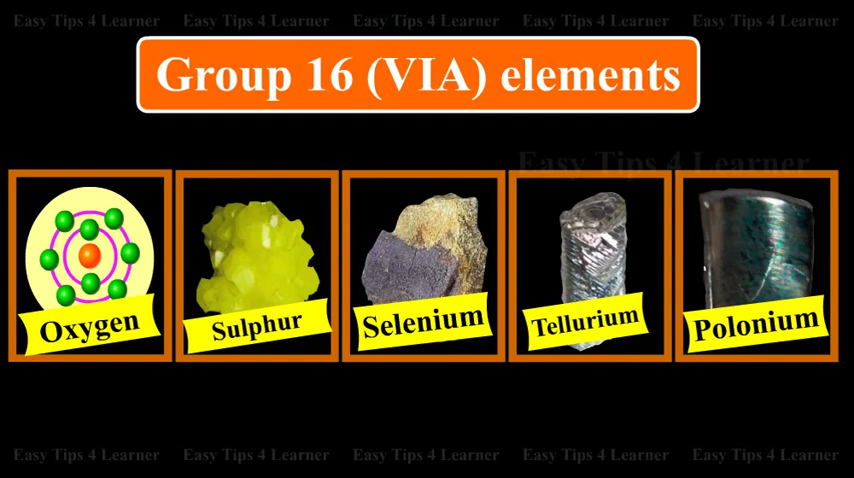 Easy Tips 4 Learner Easy Tips 4 Learner Easy Tips 4 Learner Easy Tips 4 Learner Easy Tips 4 Learner
Group 16 (VIA) elements
Easy Tips 4 Learner
Oxygen Sulphur Selenium Tellurium Polonium
Easy Tips 4 Learner Easy Tips 4 Learner Easy Tips 4 Learner Easy Tips 4 Learner Easy Tips 4 Learner